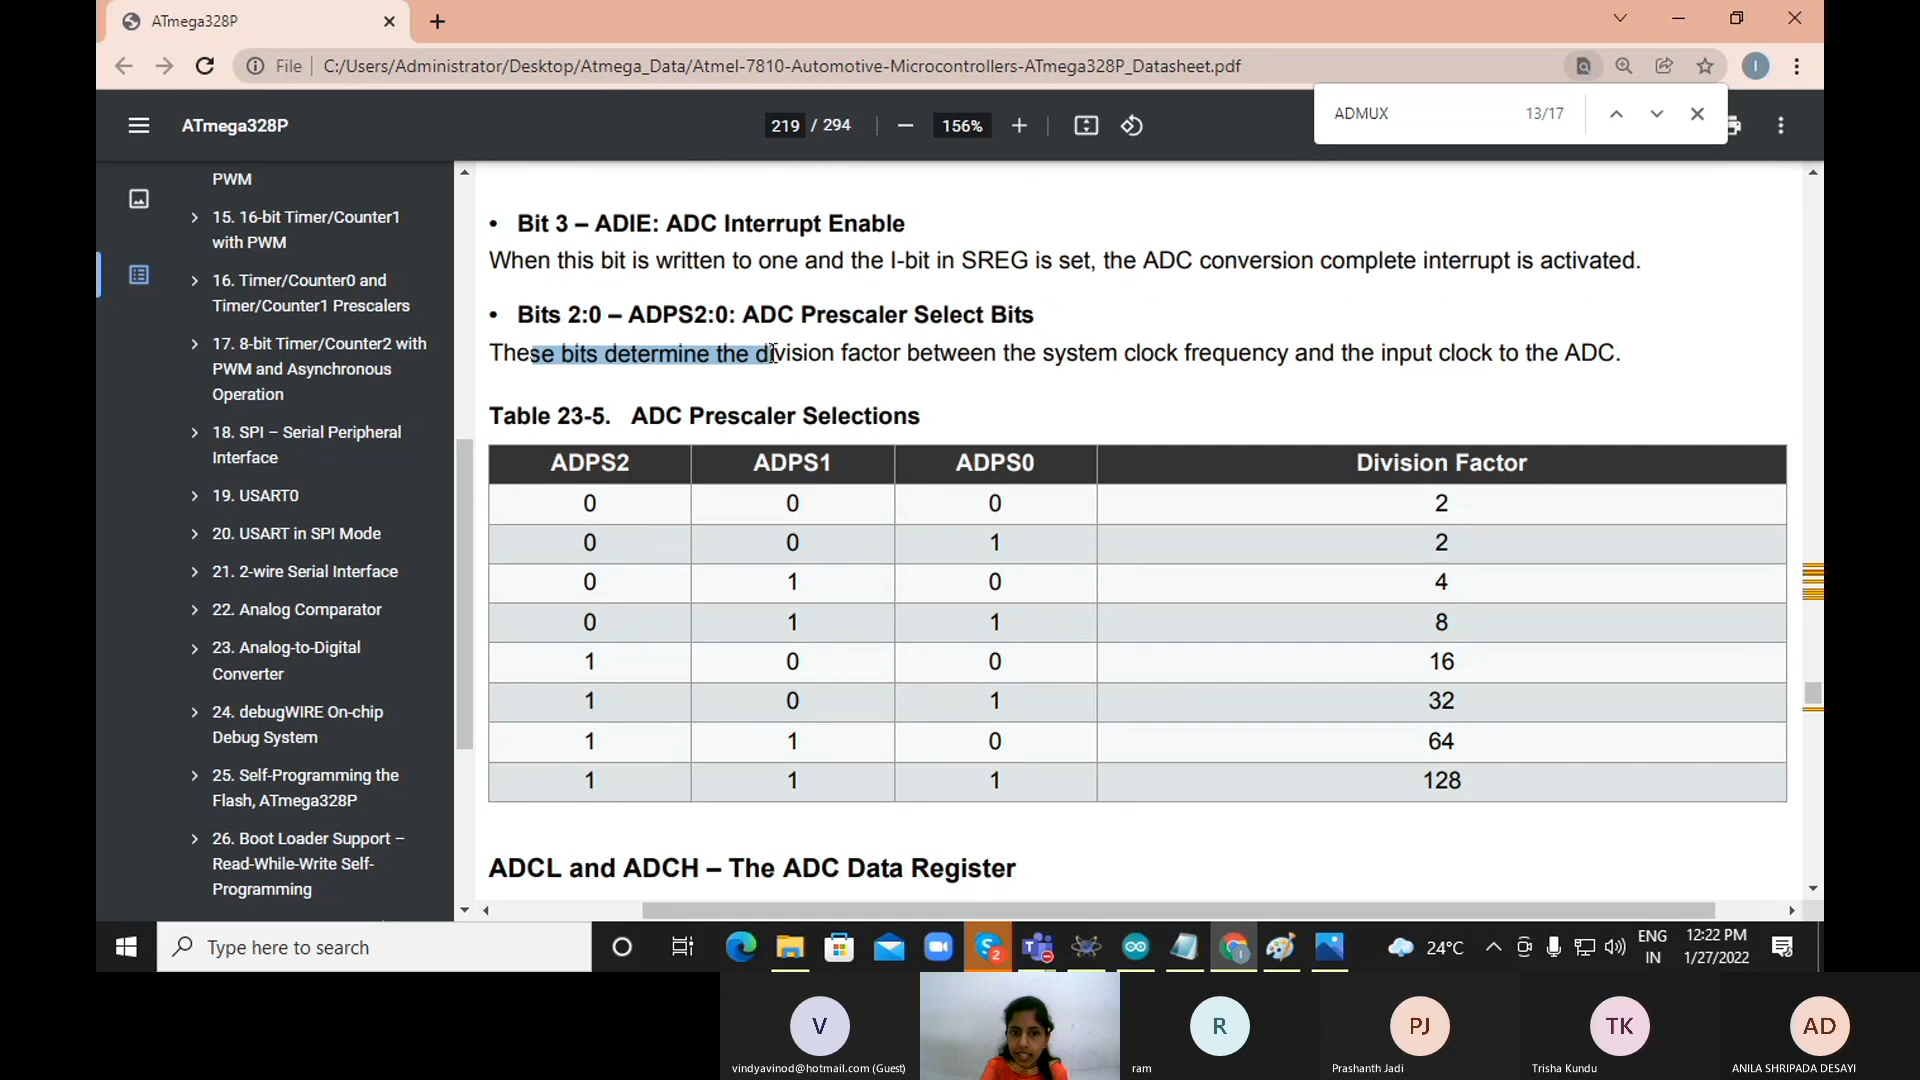 ATmega328P
File
C:/Users/Administrator/Desktop/Atmega_Data/Atmel-7810-Automotive-Microcontrollers-ATmega328P_Datasheet.pdf
I
ATmega328P
219 / 294
156%
ADMUX
13/17
PWM
15. 16-bit Timer/Counter1
with PWM
16. Timer/Counter0 and
Timer/Counter1 Prescalers
17. 8-bit Timer/Counter2 with
PWM and Asynchronous
Operation
18. SPI – Serial Peripheral
Interface
19. USART0
20. USART in SPI Mode
21. 2-wire Serial Interface
22. Analog Comparator
23. Analog-to-Digital
Converter
24. debugWIRE On-chip
Debug System
25. Self-Programming the
Flash, ATmega328P
26. Boot Loader Support –
Read-While-Write Self-
Programming
• Bit 3 – ADIE: ADC Interrupt Enable
When this bit is written to one and the I-bit in SREG is set, the ADC conversion complete interrupt is activated.
• Bits 2:0 – ADPS2:0: ADC Prescaler Select Bits
These bits determine the division factor between the system clock frequency and the input clock to the ADC.
Table 23-5. ADC Prescaler Selections
ADPS2 ADPS1 ADPS0 Division Factor
0 0 0 2
0 0 1 2
0 1 0 4
0 1 1 8
1 0 0 16
1 0 1 32
1 1 0 64
1 1 1 128
ADCL and ADCH – The ADC Data Register
Type here to search
2
24°C
ENG
IN
12:22 PM
1/27/2022
V
vindyavinod@hotmail.com (Guest)
R
ram
PJ
Prashanth Jadi
TK
Trisha Kundu
AD
ANILA SHRIPADA DESAYI